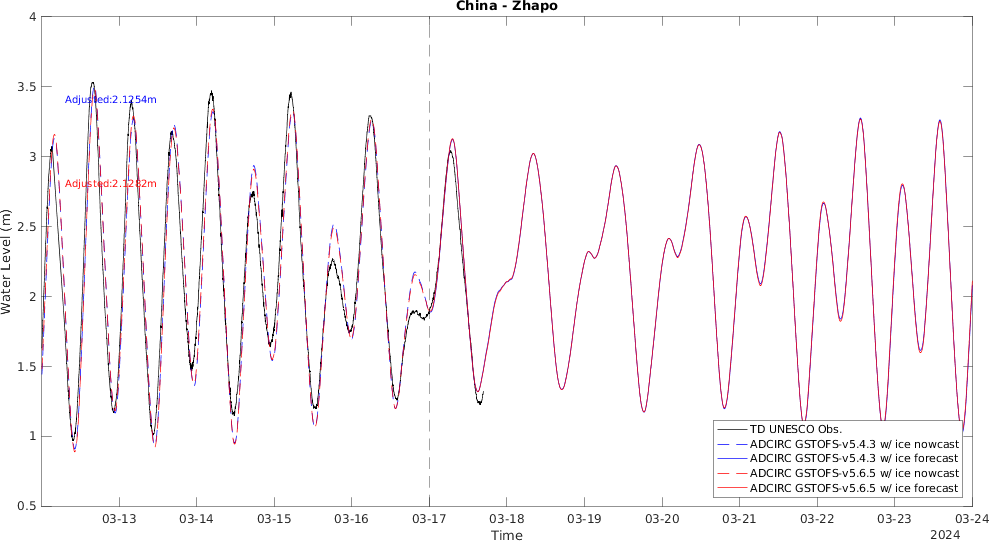 China - Zhapo
Water Level (m)
4
3.5
3
2.5
2
1.5
1
0.5
Adjusted:2.1254m
Adjusted:2.1282m
TD UNESCO Obs.
ADCIRC GSTOFS-v5.4.3 w/ ice nowcast
ADCIRC GSTOFS-v5.4.3 w/ ice forecast
ADCIRC GSTOFS-v5.6.5 w/ ice nowcast
ADCIRC GSTOFS-v5.6.5 w/ ice forecast
03-13 03-14 03-15 03-16 03-17 03-18 03-19 03-20 03-21 03-22 03-23 03-24
Time
2024